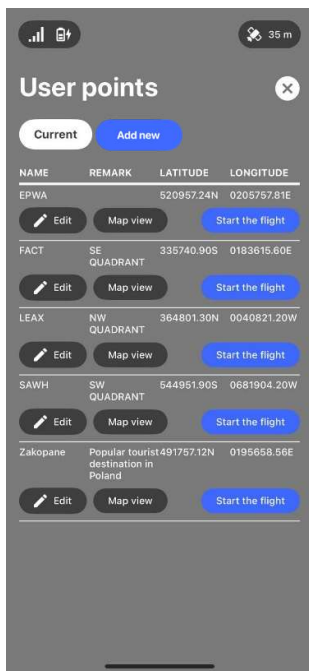 35 m
User points
Current Add new
NAME REMARK LATITUDE LONGITUDE
EPWA 520957.24N 0205757.81E
Edit Map view Start the flight
FACT SE 335740.90S 0183615.60E
QUADRANT
Edit Map view Start the flight
LEAX NW 364801.30N 0040821.20W
QUADRANT
Edit Map view Start the flight
SAWH SW 544951.90S 0681904.20W
QUADRANT
Edit Map view Start the flight
Zakopane Popular tourist 491757.12N 0195658.56E
destination in
Poland
Edit Map view Start the flight